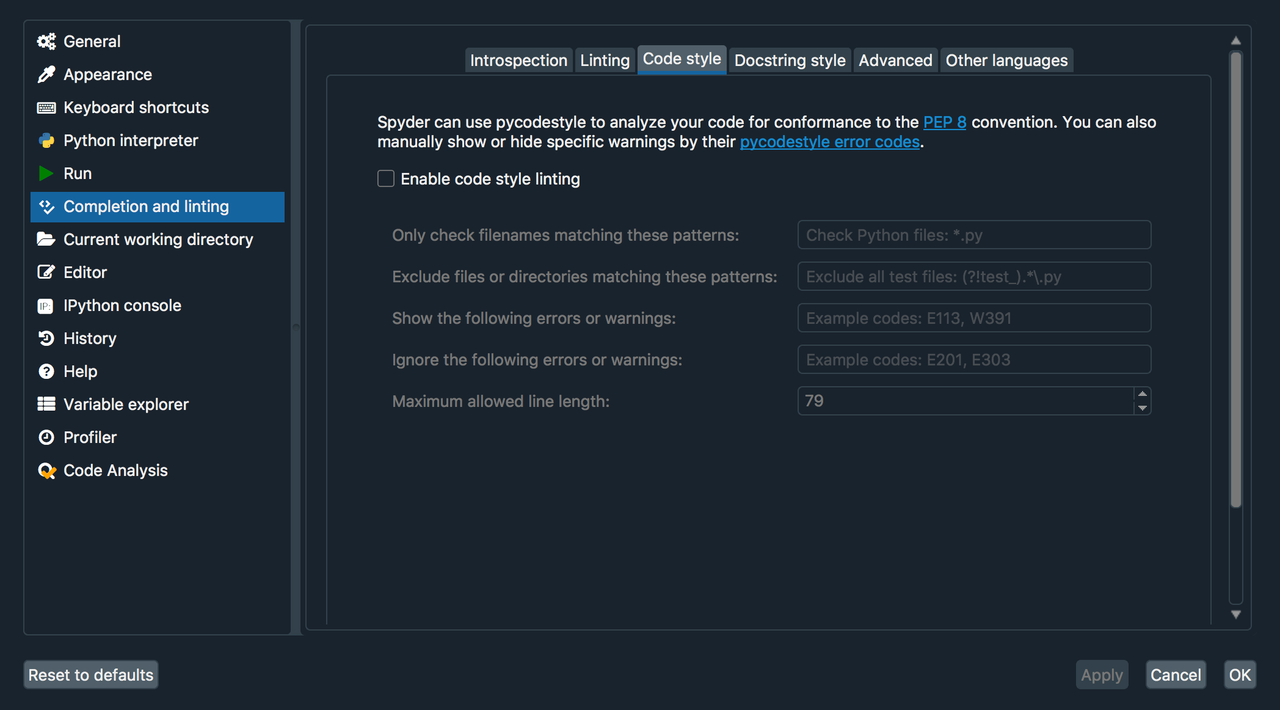 General
Appearance
Keyboard shortcuts
Python interpreter
Run
Completion and linting
Current working directory
Editor
IP:
IPython console
History
Help
Variable explorer
Profiler
Code Analysis
Introspection
Linting
Code style
Docstring style
Advanced
Other languages
Spyder can use pycodestyle to analyze your code for conformance to the PEP 8 convention. You can also
manually show or hide specific warnings by their pycodestyle error codes.
Enable code style linting
Only check filenames matching these patterns:
Check Python files: *.py
Exclude files or directories matching these patterns:
Exclude all test files: (?!test_).*\.py
Show the following errors or warnings:
Example codes: E113, W391
Ignore the following errors or warnings:
Example codes: E201, E303
Maximum allowed line length:
79
Reset to defaults
Apply
Cancel
OK